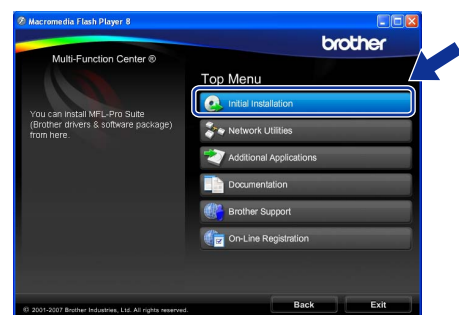 Macromedia Flash Player 8
brother
Multi-Function Center ®
Top Menu
Initial Installation
You can install MFL-Pro Suite
(Brother drivers & software package)
from here.
Network Utilities
Additional Applications
Documentation
Brother Support
On-Line Registration
© 2001-2007 Brother Industries, Ltd. All rights reserved.
Back
Exit